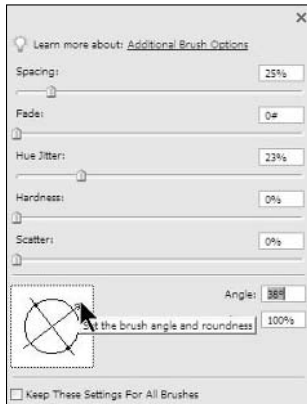 Learn more about: Additional Brush Options
Spacing: 25%
Fade: 0#
Hue Jitter: 23%
Hardness: 0%
Scatter: 0%
Angle: 38°
Set the brush angle and roundness 100%
Keep These Settings For All Brushes